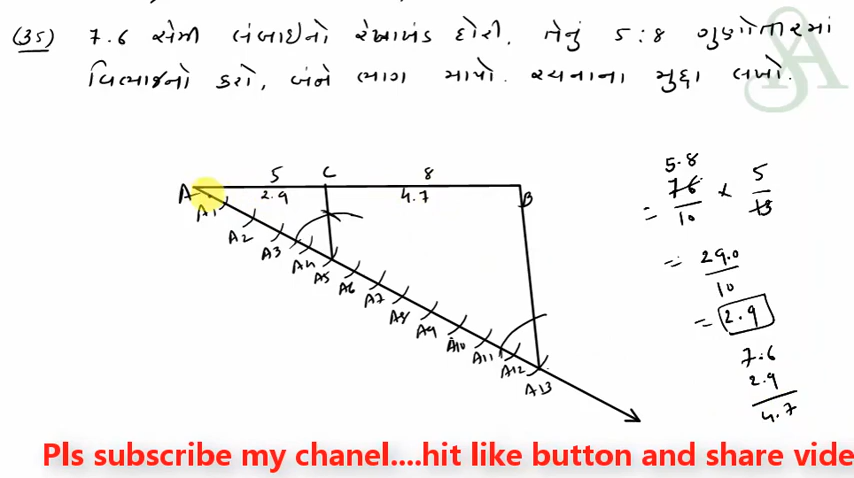 (35) 7.6 સેમી લંબાઈનો રેખાખંડ દોરી, તેનું 5:8 ગુણોત્તરમાં
વિભાજન કરો, બંને ભાગ માપો. રચનાના મુદ્દા લખો.
5 C 8
A 2.9 4.7 B
A1
A2
A3
A4
A5
A6
A7
A8
A9
A10
A11
A12
A13
5.8
= 76/10 × 5/13
= 29.0/10
= 2.9
7.6
2.9
4.7
Pls subscribe my chanel....hit like button and share vide